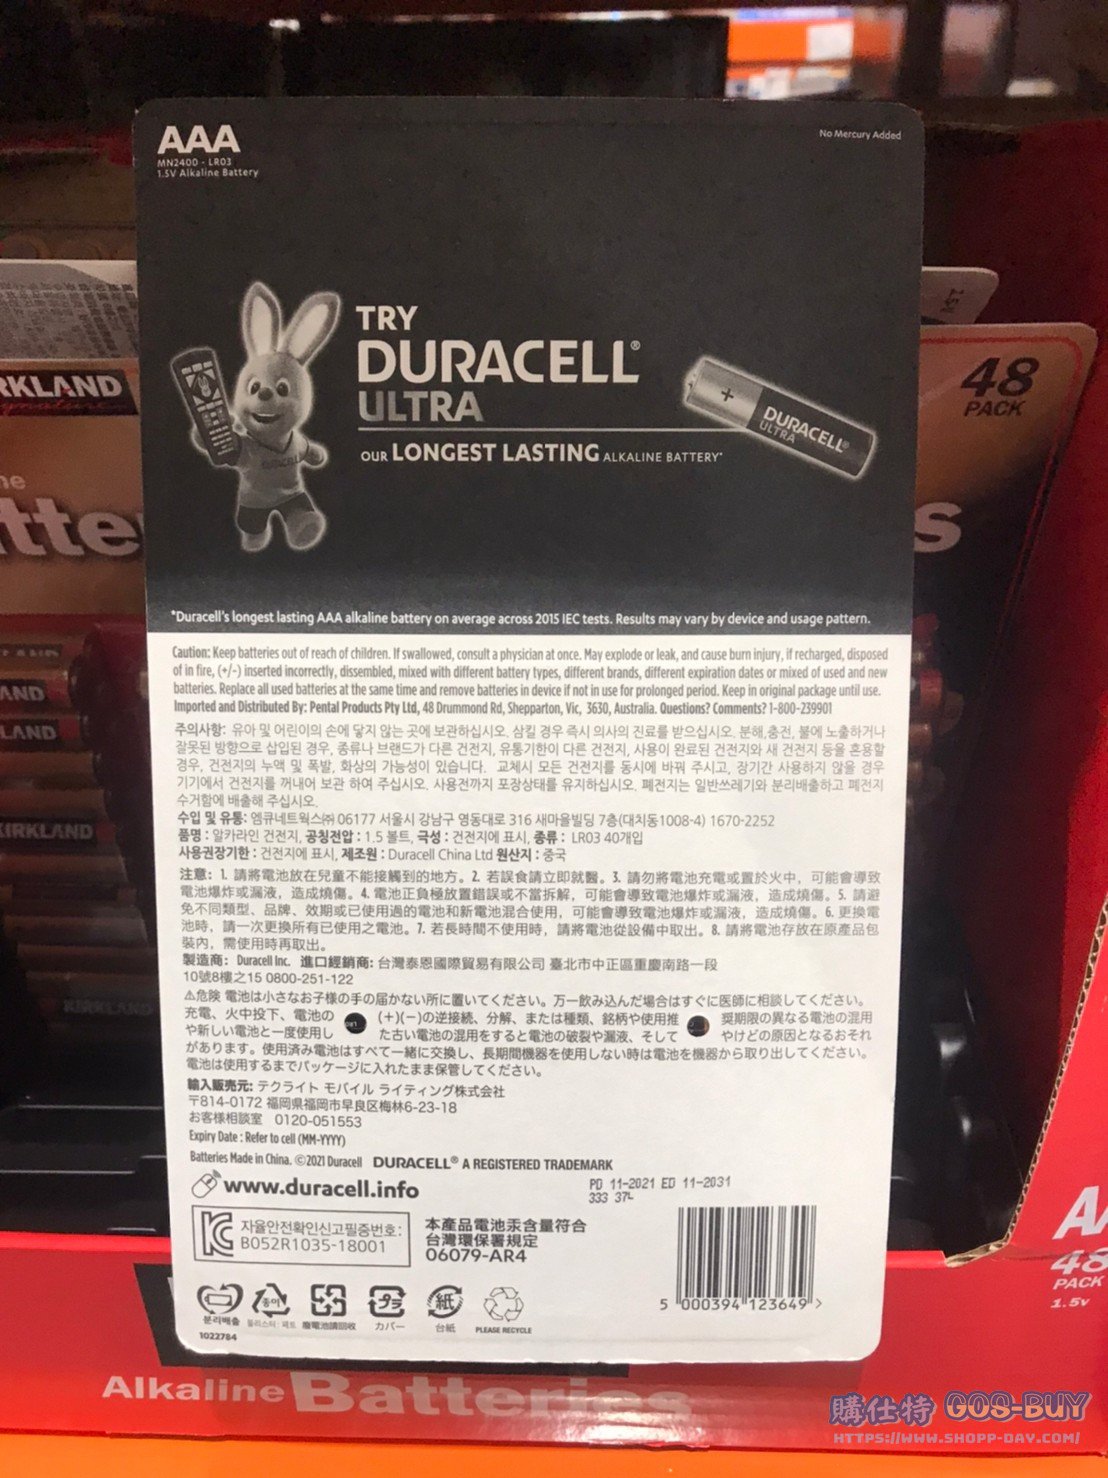 AAA
MN2400 - LR03
1.5V Alkaline Battery
No Mercury Added
TRY
DURACELL®
ULTRA
OUR LONGEST LASTING ALKALINE BATTERY*
DURACELL®
ULTRA
*Duracell's longest lasting AAA alkaline battery on average across 2015 IEC tests. Results may vary by device and usage pattern.
Caution: Keep batteries out of reach of children. If swallowed, consult a physician at once. May explode or leak, and cause burn injury, if recharged, disposed
of in fire, (+/-) inserted incorrectly, dissembled, mixed with different battery types, different brands, different expiration dates or mixed of used and new
batteries. Replace all used batteries at the same time and remove batteries in device if not in use for prolonged period. Keep in original package until use.
Imported and Distributed By: Pental Products Pty Ltd, 48 Drummond Rd, Shepparton, Vic, 3630, Australia. Questions? Comments? 1-800-239901
주의사항: 유아 및 어린이의 손에 닿지 않는 곳에 보관하십시오. 삼킬 경우 즉시 의사의 진료를 받으십시오. 분해,충전, 불에 노출하거나
잘못된 방향으로 삽입된 경우, 종류나 브랜드가 다른 건전지, 유통기한이 다른 건전지, 사용이 완료된 건전지와 새 건전지 등을 혼용할
경우, 건전지의 누액 및 폭발, 화상의 가능성이 있습니다. 교체시 모든 건전지를 동시에 바꿔 주시고, 장기간 사용하지 않을 경우
기기에서 건전지를 꺼내어 보관 하여 주십시오. 사용전까지 포장상태를 유지하십시오. 폐전지는 일반쓰레기와 분리배출하고 폐전지
수거함에 배출해 주십시오.
수입 및 유통: 엠큐네트웍스㈜ 06177 서울시 강남구 영동대로 316 새마을빌딩 7층(대치동1008-4) 1670-2252
품명 : 알카라인 건전지, 공칭전압 : 1.5 볼트, 극성 : 건전지에 표시, 종류 : LR03 40개입
사용권장기한 : 건전지에 표시, 제조원 : Duracell China Ltd 원산지 : 중국
注意: 1. 請將電池放在兒童不能接觸到的地方。2. 若誤食請立即就醫。3. 請勿將電池充電或置於火中，可能會導致
電池爆炸或漏液，造成燒傷。4. 電池正負極放置錯誤或不當拆解，可能會導致電池爆炸或漏液，造成燒傷。5. 請避
免不同類型、品牌、效期或已使用過的電池和新電池混合使用，可能會導致電池爆炸或漏液，造成燒傷。6. 更換電
池時，請一次更換所有已使用之電池。7. 若長時間不使用時，請將電池從設備中取出。8. 請將電池存放在原產品包
裝內，需使用時再取出。
製造商: Duracell Inc. 進口經銷商: 台灣泰恩國際貿易有限公司 臺北市中正區重慶南路一段
10號8樓之15 0800-251-122
⚠危険 電池は小さなお子様の手の届かない所に置いてください。万一飲み込んだ場合はすぐに医師に相談してください。
充電、火中投下、電池の (+)(-)の逆接続、分解、または種類、銘柄や使用推 奨期限の異なる電池の混用
や新しい電池と一度使用し た古い電池の混用をすると電池の破裂や漏液、そして やけどの原因となるおそれ
があります。使用済み電池はすべて一緒に交換し、長期間機器を使用しない時は電池を機器から取り出してください。
電池は使用するまでパッケージに入れたまま保管してください。
輸入販売元: テクライト モバイル ライティング株式会社
〒814-0172 福岡県福岡市早良区梅林6-23-18
お客様相談室 0120-051553
Expiry Date : Refer to cell (MM-YYYY)
Batteries Made in China. ©2021 Duracell DURACELL® A REGISTERED TRADEMARK
www.duracell.info
PD 11-2021 ED 11-2031
자율안전확인신고필증번호:
B052R1035-18001
本產品電池汞含量符合
台灣環保署規定
06079-AR4
5 000394 123649 >
분리배출
종이
廢電池請回收
プラ
カバー
紙
台紙
PLEASE RECYCLE
1022784
RKLAND
tte
s
48
PACK
AND
LAND
KIRKLAND
Alkaline Batteries
48
PACK
1.5V
購仕特 GOS-BUY
HTTPS://WWW.SHOPP-DAY.COM/